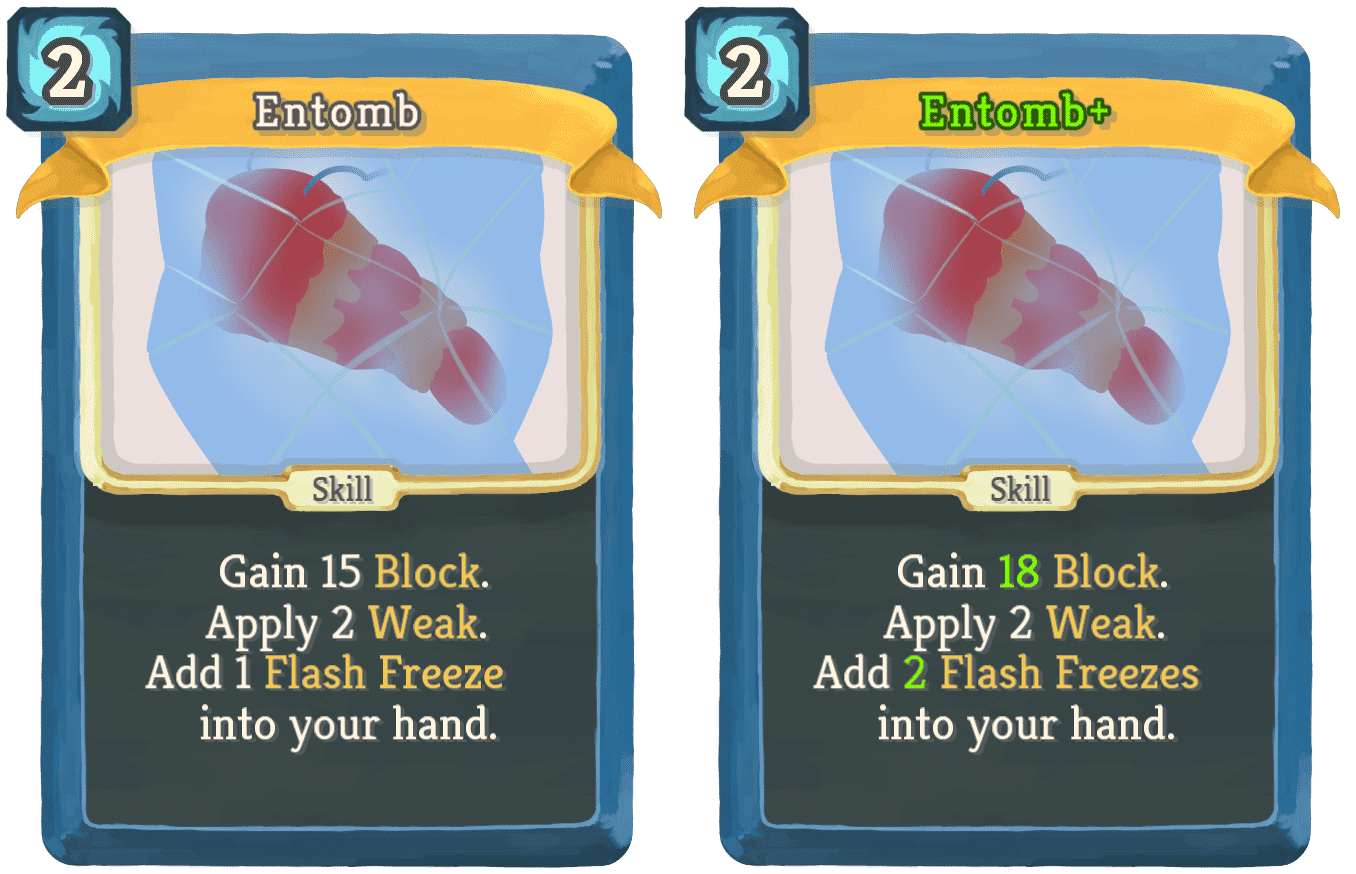 2
Entomb
Skill
Gain 15 Block.
Apply 2 Weak.
Add 1 Flash Freeze
into your hand.
2
Entomb+
Skill
Gain 18 Block.
Apply 2 Weak.
Add 2 Flash Freezes
into your hand.